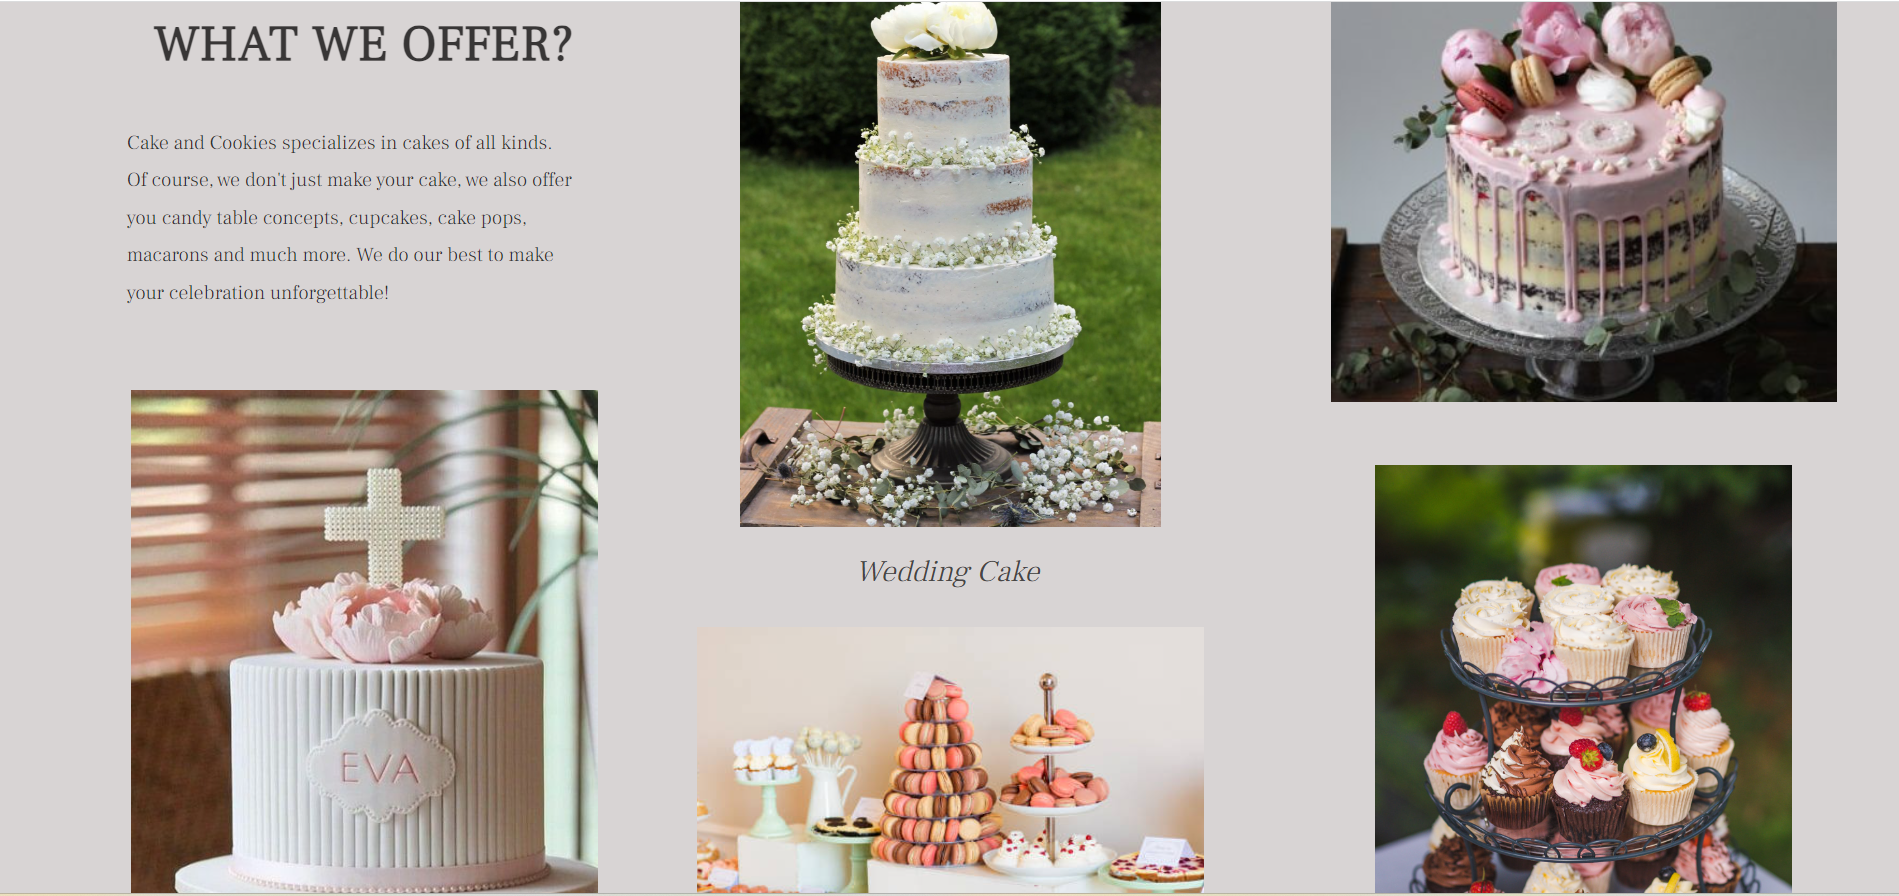 WHAT WE OFFER?
Cake and Cookies specializes in cakes of all kinds.
Of course, we don't just make your cake, we also offer
you candy table concepts, cupcakes, cake pops,
macarons and much more. We do our best to make
your celebration unforgettable!
EVA
Wedding Cake